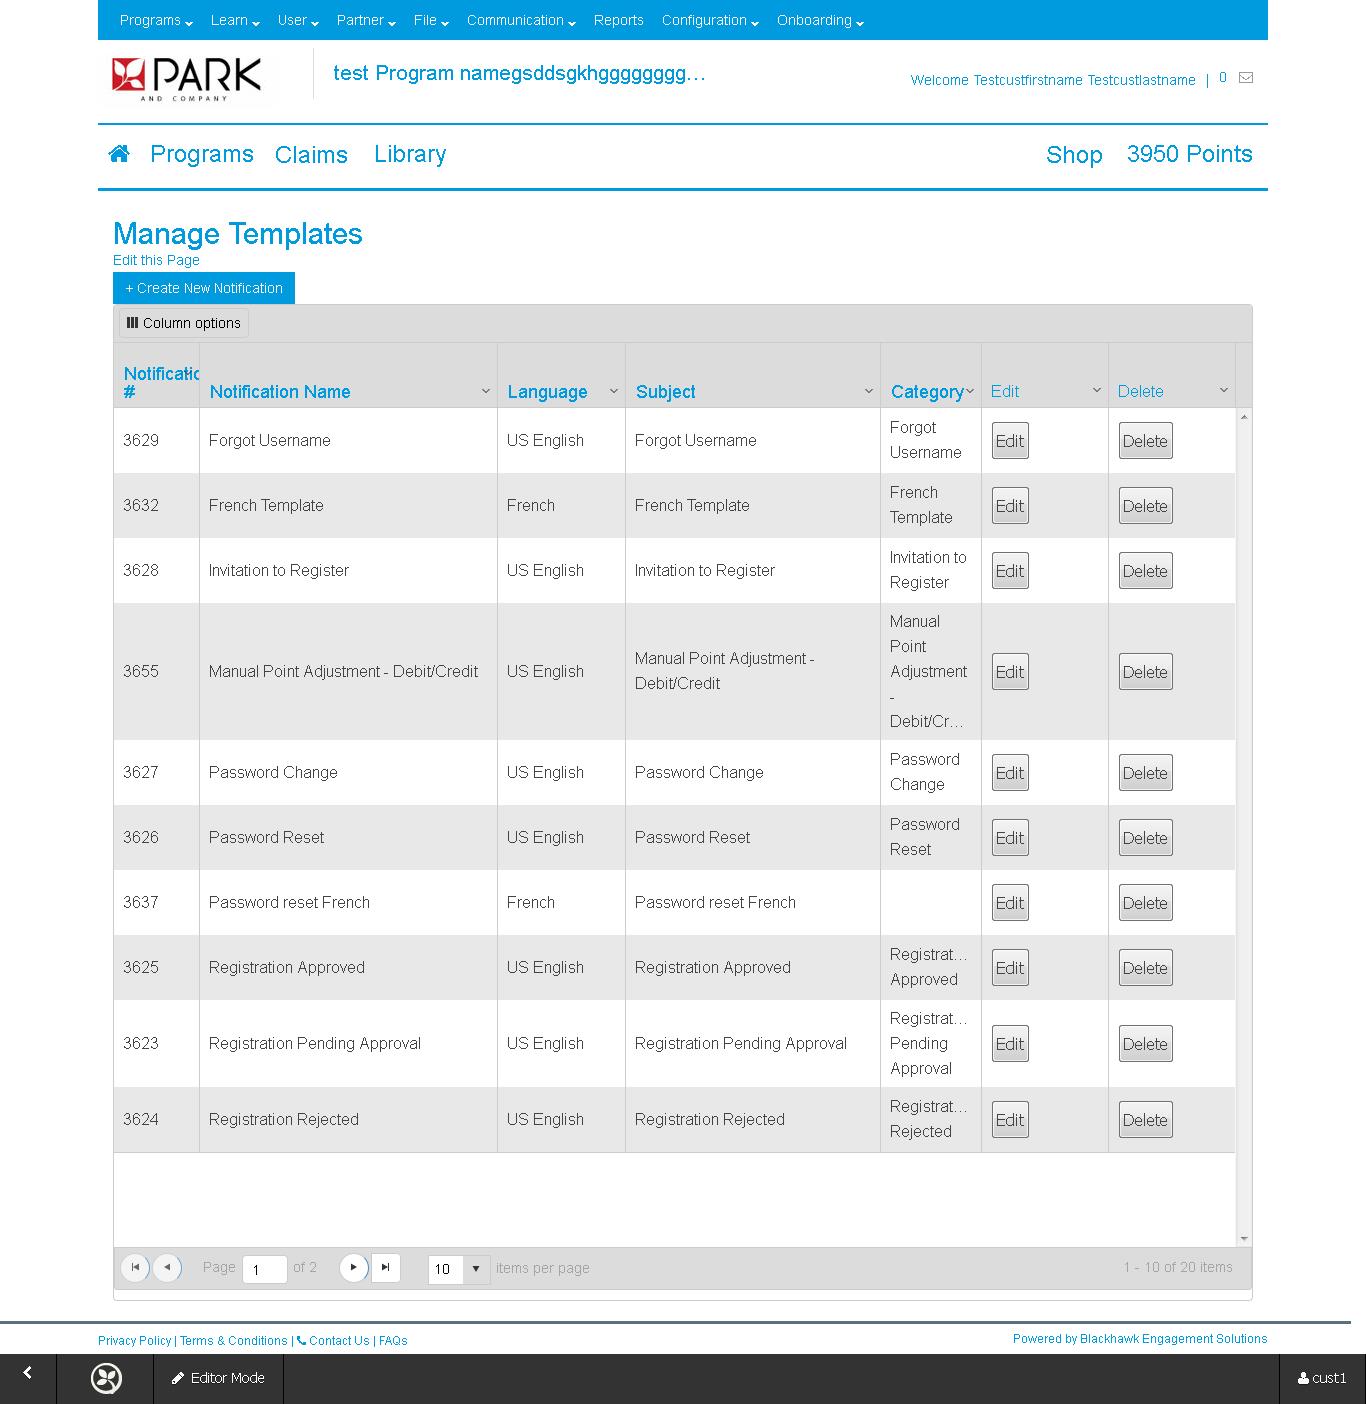 Programs Learn User Partner File Communication Reports Configuration Onboarding
PARK
AND COMPANY
test Program namegsddsgkhggggggggg...
Welcome Testcustfirstname Testcustlastname | 0
Programs Claims Library Shop 3950 Points
Manage Templates
Edit this Page
+ Create New Notification
Column options
Notificatio
# Notification Name Language Subject Category Edit Delete
3629 Forgot Username US English Forgot Username Forgot
Username Edit Delete
3632 French Template French French Template French
Template Edit Delete
3628 Invitation to Register US English Invitation to Register Invitation to
Register Edit Delete
3655 Manual Point Adjustment - Debit/Credit US English Manual Point Adjustment -
Debit/Credit Manual
Point
Adjustment
-
Debit/Cr... Edit Delete
3627 Password Change US English Password Change Password
Change Edit Delete
3626 Password Reset US English Password Reset Password
Reset Edit Delete
3637 Password reset French French Password reset French Edit Delete
3625 Registration Approved US English Registration Approved Registrat...
Approved Edit Delete
3623 Registration Pending Approval US English Registration Pending Approval Registrat...
Pending
Approval Edit Delete
3624 Registration Rejected US English Registration Rejected Registrat...
Rejected Edit Delete
Page 1 of 2 10 items per page 1 - 10 of 20 items
Privacy Policy | Terms & Conditions | Contact Us | FAQs
Powered by Blackhawk Engagement Solutions
Editor Mode cust1